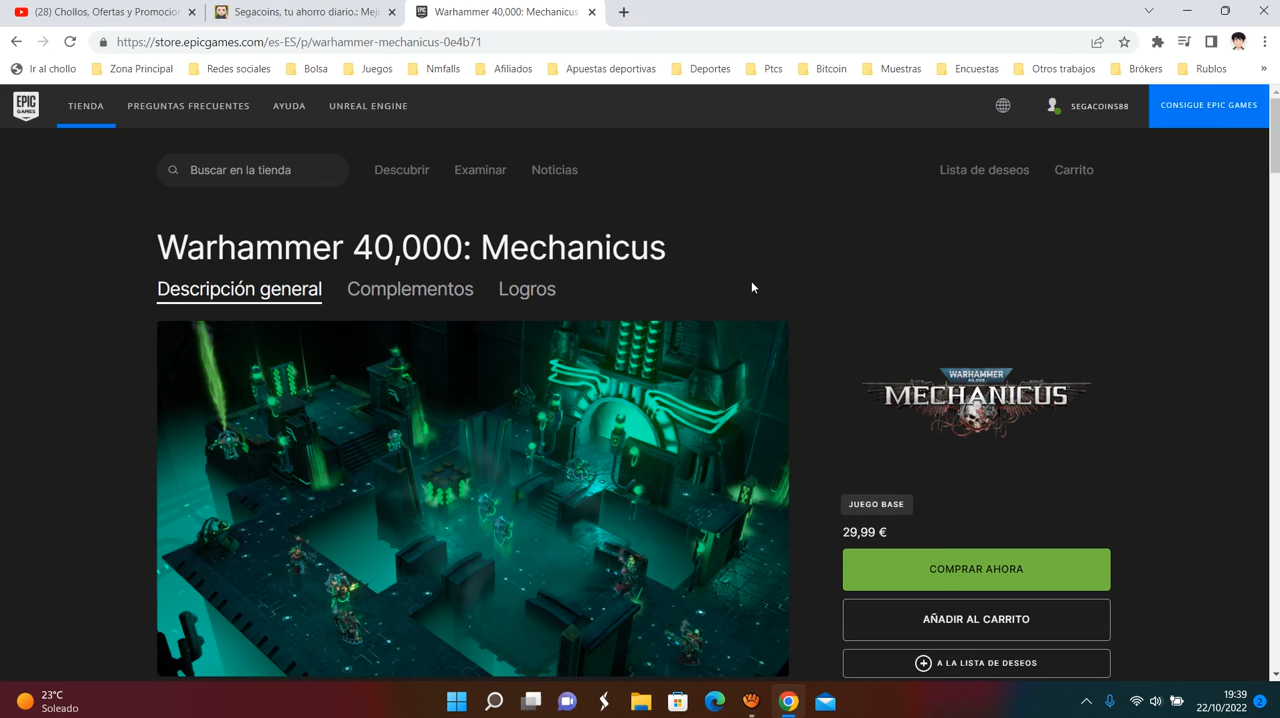 (28) Chollos, Ofertas y Promocion
Segacoins, tu ahorro diario.: Mej
Warhammer 40,000: Mechanicus
https://store.epicgames.com/es-ES/p/warhammer-mechanicus-0e4b71
Ir al chollo
Zona Principal
Redes sociales
Bolsa
Juegos
Nmfalls
Afiliados
Apuestas deportivas
Deportes
Ptcs
Bitcoin
Muestras
Encuestas
Otros trabajos
Brókers
Rublos
»
EPIC
GAMES
TIENDA
PREGUNTAS FRECUENTES
AYUDA
UNREAL ENGINE
SEGACOINS88
CONSIGUE EPIC GAMES
Buscar en la tienda
Descubrir
Examinar
Noticias
Lista de deseos
Carrito
Warhammer 40,000: Mechanicus
Descripción general
Complementos
Logros
WARHAMMER
40,000
MECHANICUS
JUEGO BASE
29,99 €
COMPRAR AHORA
AÑADIR AL CARRITO
A LA LISTA DE DESEOS
23°C
Soleado
19:39
22/10/2022
2